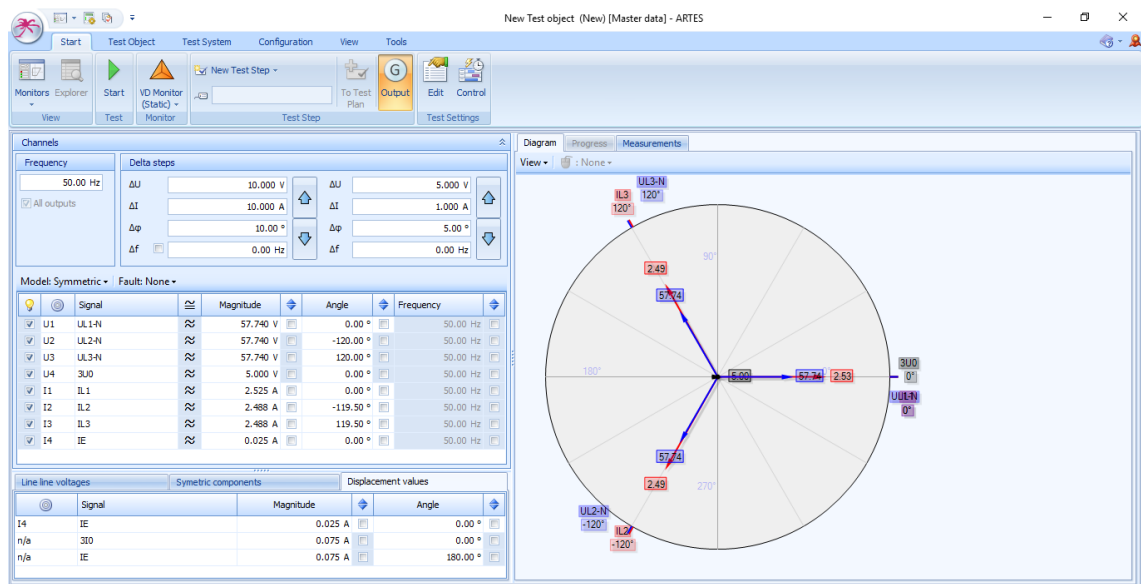 New Test object (New) [Master data] - ARTES
Start Test Object Test System Configuration View Tools
Monitors Explorer Start VD Monitor (Static) New Test Step To Test Plan Output Edit Control
G
View Test Monitor Test Step Test Settings
Channels
Frequency
50.00 Hz
All outputs
Delta steps
ΔU 10.000 V ΔU 5.000 V
ΔI 10.000 A ΔI 1.000 A
Δφ 10.00 ° Δφ 5.00 °
Δf 0.00 Hz Δf 0.00 Hz
Model: Symmetric Fault: None
Signal Magnitude Angle Frequency
U1 UL1-N 57.740 V 0.00 ° 50.00 Hz
U2 UL2-N 57.740 V -120.00 ° 50.00 Hz
U3 UL3-N 57.740 V 120.00 ° 50.00 Hz
U4 3U0 5.000 V 0.00 ° 50.00 Hz
I1 IL1 2.525 A 0.00 ° 50.00 Hz
I2 IL2 2.488 A -119.50 ° 50.00 Hz
I3 IL3 2.488 A 119.50 ° 50.00 Hz
I4 IE 0.025 A 0.00 ° 50.00 Hz
Line line voltages Symetric components Displacement values
Signal Magnitude Angle
I4 IE 0.025 A 0.00 °
n/a 3I0 0.075 A 0.00 °
n/a IE 0.075 A 180.00 °
Diagram Progress Measurements
View : None
UL3-N
120°
IL3
120°
90°
2.49
57.74
180°
5.00 57.74 2.53
3U0
0°
0°
57.74
2.49
270°
UL2-N
-120°
IL2
-120°